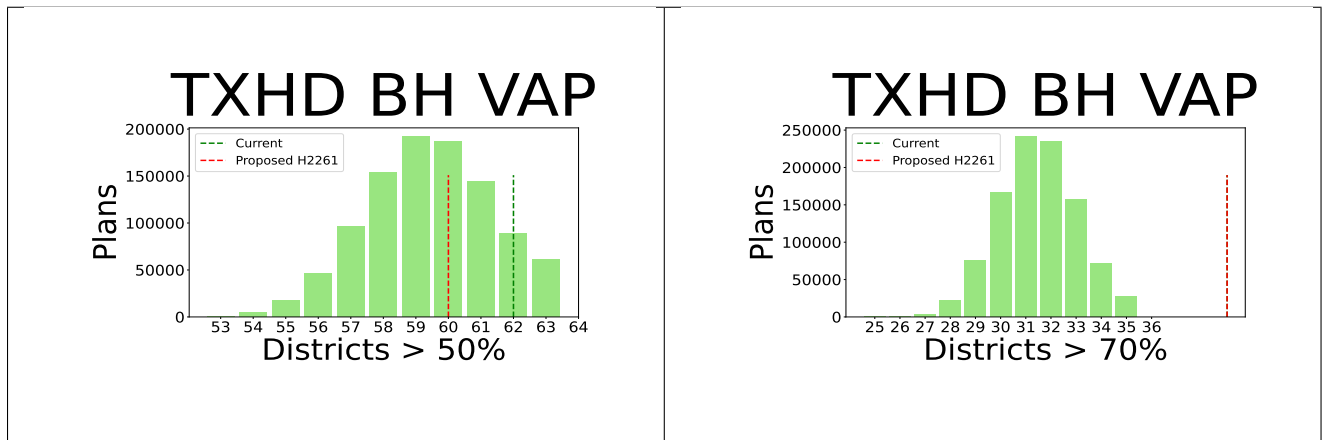 TXHD BH VAP
Current
Proposed H2261
200000
150000
100000
50000
0
Plans
53 54 55 56 57 58 59 60 61 62 63 64
Districts > 50%
TXHD BH VAP
Current
Proposed H2261
250000
200000
150000
100000
50000
0
Plans
25 26 27 28 29 30 31 32 33 34 35 36
Districts > 70%